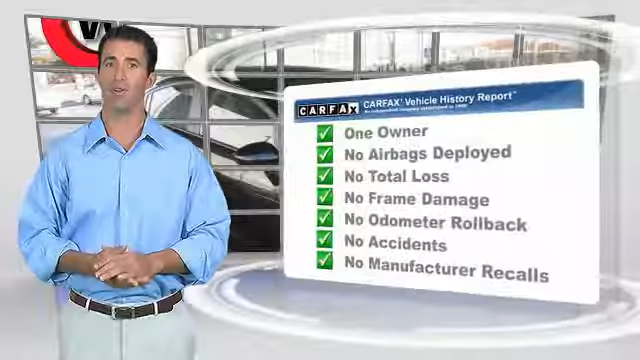 CARFAX
CARFAX Vehicle History Report™
One Owner
No Airbags Deployed
No Total Loss
No Frame Damage
No Odometer Rollback
No Accidents
No Manufacturer Recalls